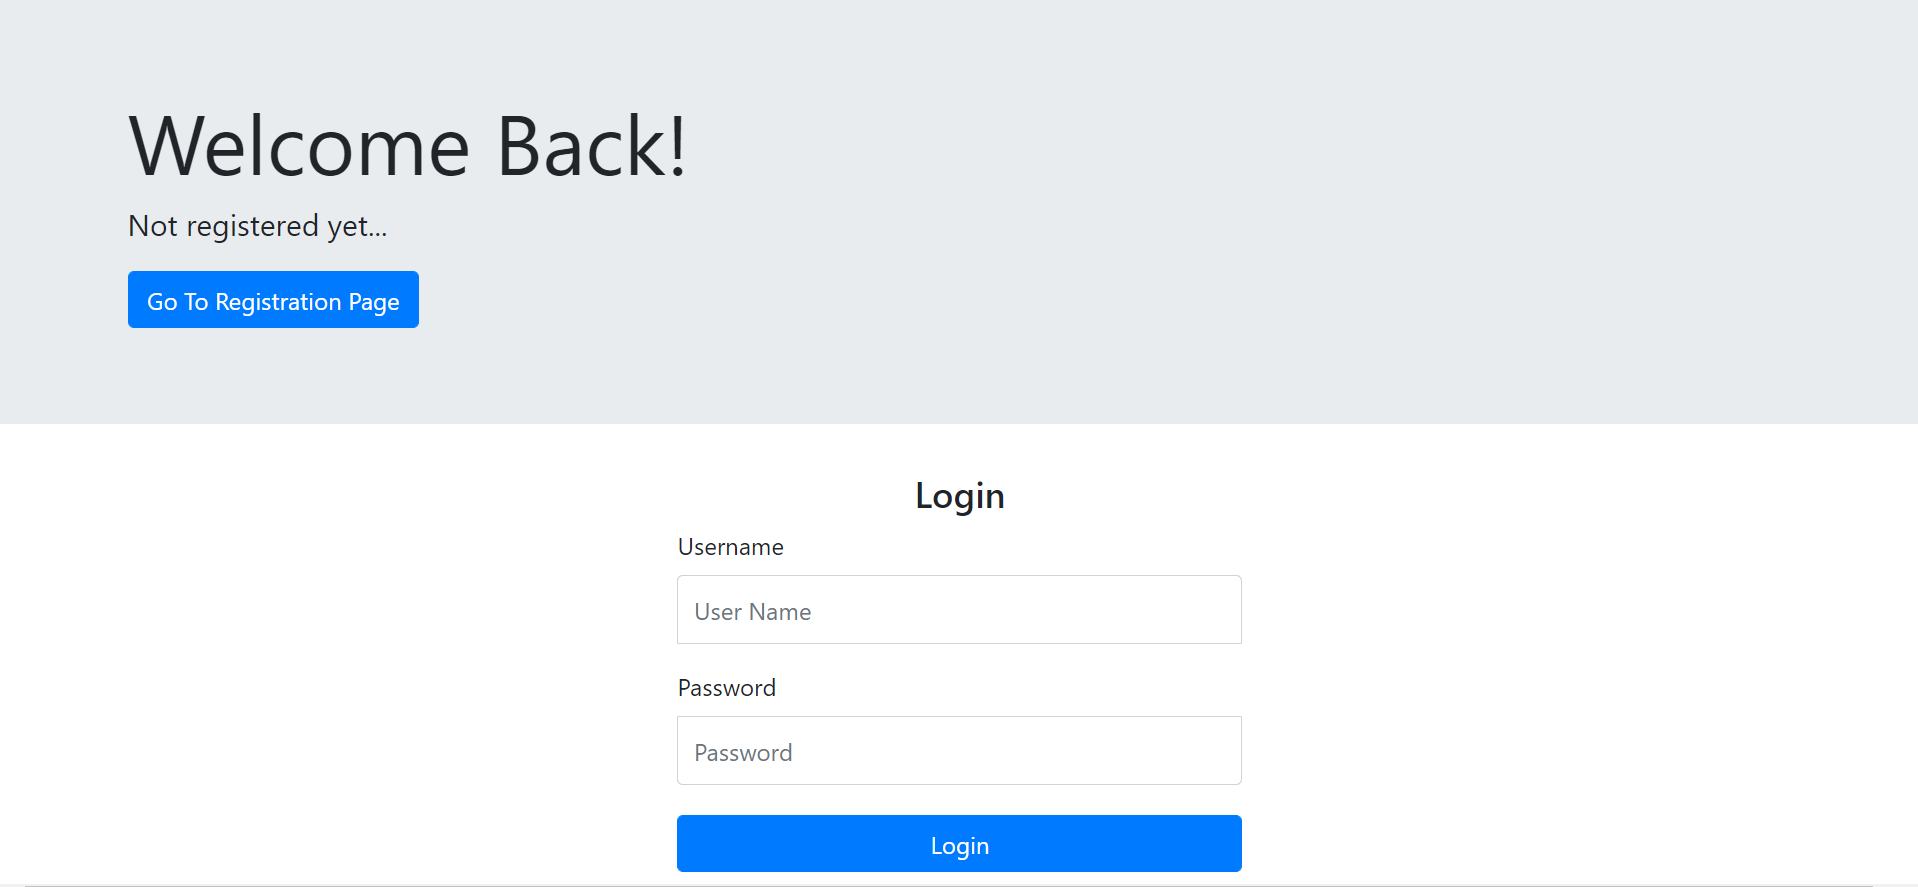 Welcome Back!
Not registered yet...
Go To Registration Page
Login
Username
User Name
Password
Password
Login